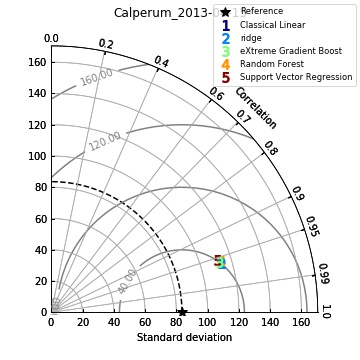 Calperum_2013-
Reference
1 Classical Linear
2 ridge
3 eXtreme Gradient Boost
4 Random Forest
5 Support Vector Regression
0.0 0.2 0.4 0.6 0.7 0.8 0.9 0.95 0.99 1.0
Correlation
160
140
120
100
80
60
40
20
0
160.00
120.00
40.00
5
3
0 20 40 60 80 100 120 140 160
Standard deviation